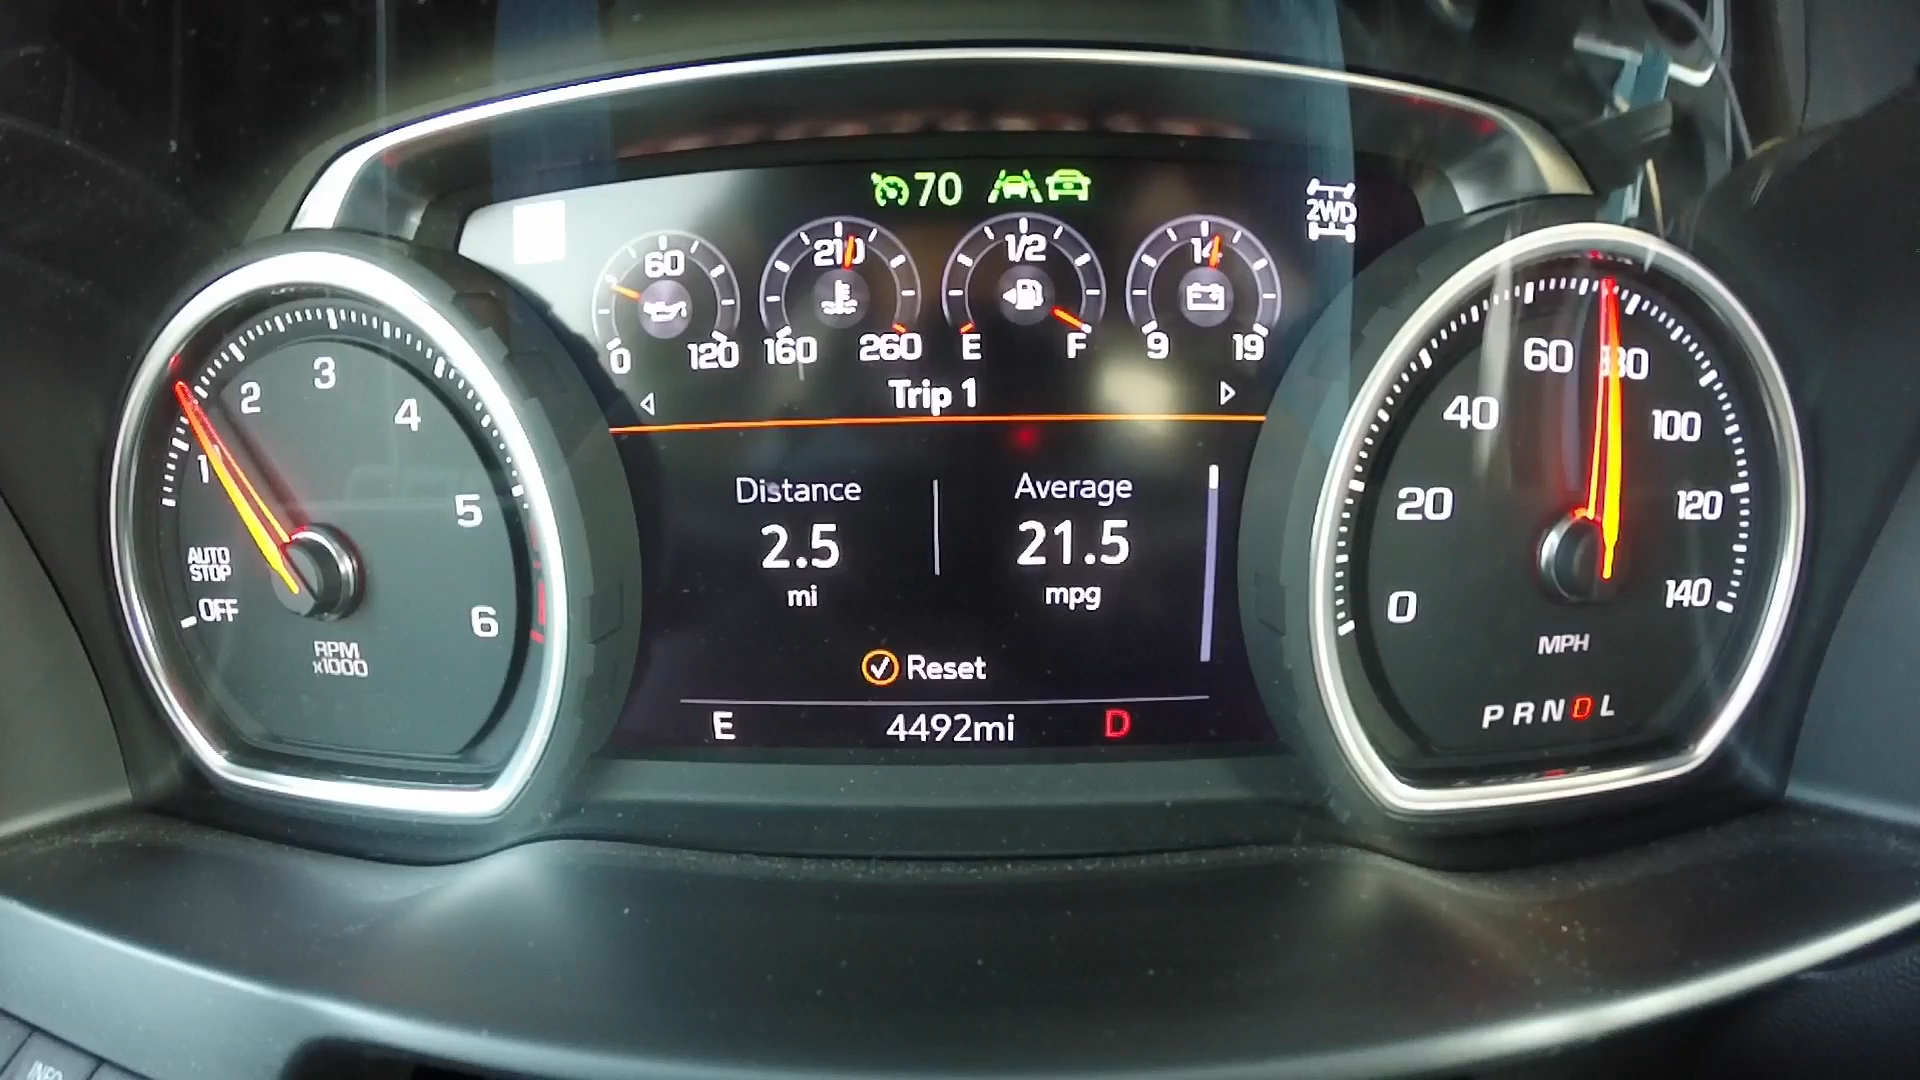 70
2WD
60
0 120
210
160 260
1/2
E F
14
9 19
Trip 1
Distance
2.5
mi
Average
21.5
mpg
Reset
E 4492mi D
1
2
3
4
5
6
AUTO
STOP
OFF
RPM
x1000
0
20
40
60
80
100
120
140
MPH
PRNDL
INFO